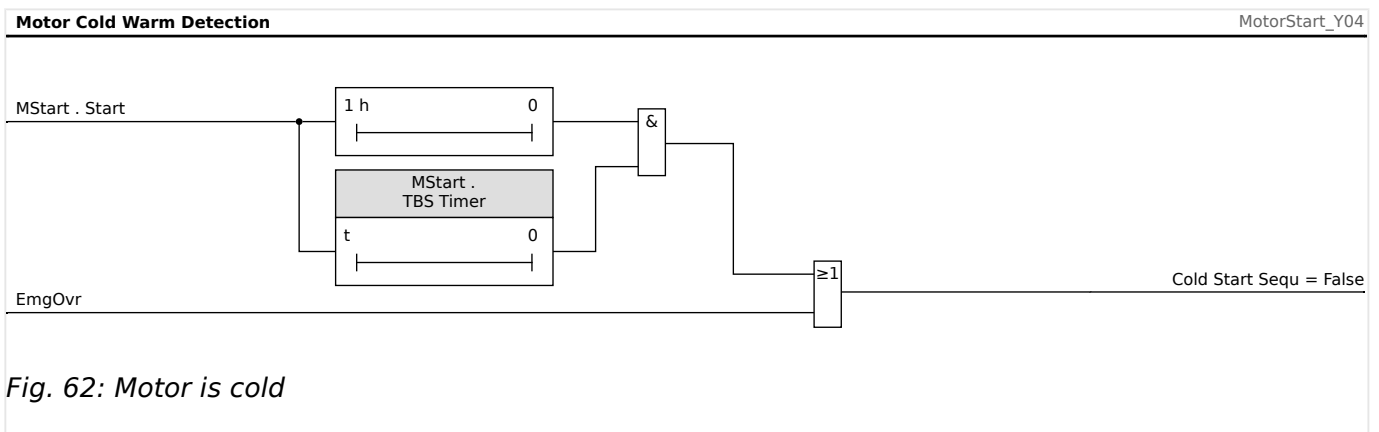 Motor Cold Warm Detection
MotorStart_Y04
MStart . Start
1 h 0
&
MStart .
TBS Timer
t 0
≥1
Cold Start Sequ = False
EmgOvr
Fig. 62: Motor is cold